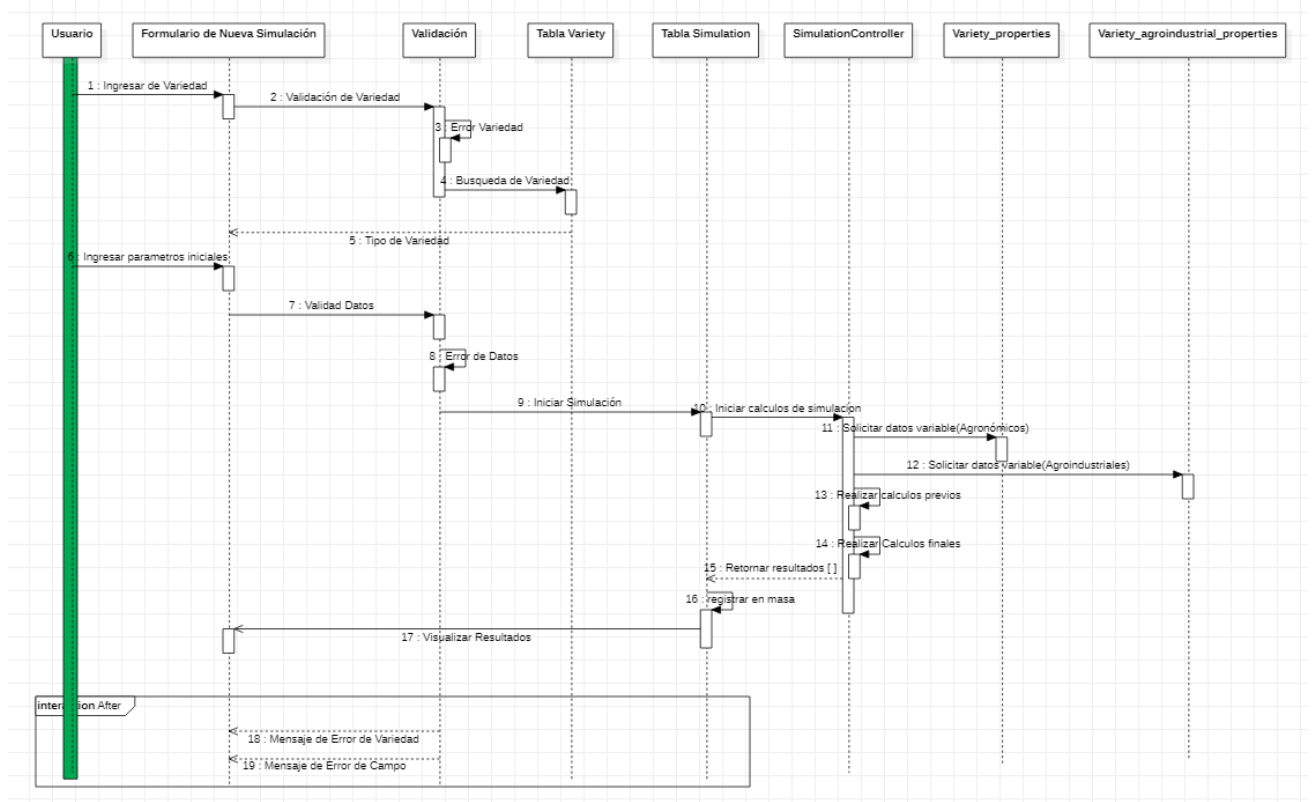 Usuario
Formulario de Nueva Simulación
Validación
Tabla Variety
Tabla Simulation
SimulationController
Variety_properties
Variety_agroindustrial_properties
1 : Ingresar de Variedad
2 : Validación de Variedad
3 : Error Variedad
4 : Busqueda de Variedad
5 : Tipo de Variedad
6 : Ingresar parametros iniciales
7 : Validad Datos
8 : Error de Datos
9 : Iniciar Simulación
10 : Iniciar calculos de simulacion
11 : Solicitar datos variable(Agronómicos)
12 : Solicitar datos variable(Agroindustriales)
13 : Realizar calculos previos
14 : Realizar Calculos finales
15 : Retornar resultados [ ]
16 : registrar en masa
17 : Visualizar Resultados
interaction After
18 : Mensaje de Error de Variedad
19 : Mensaje de Error de Campo